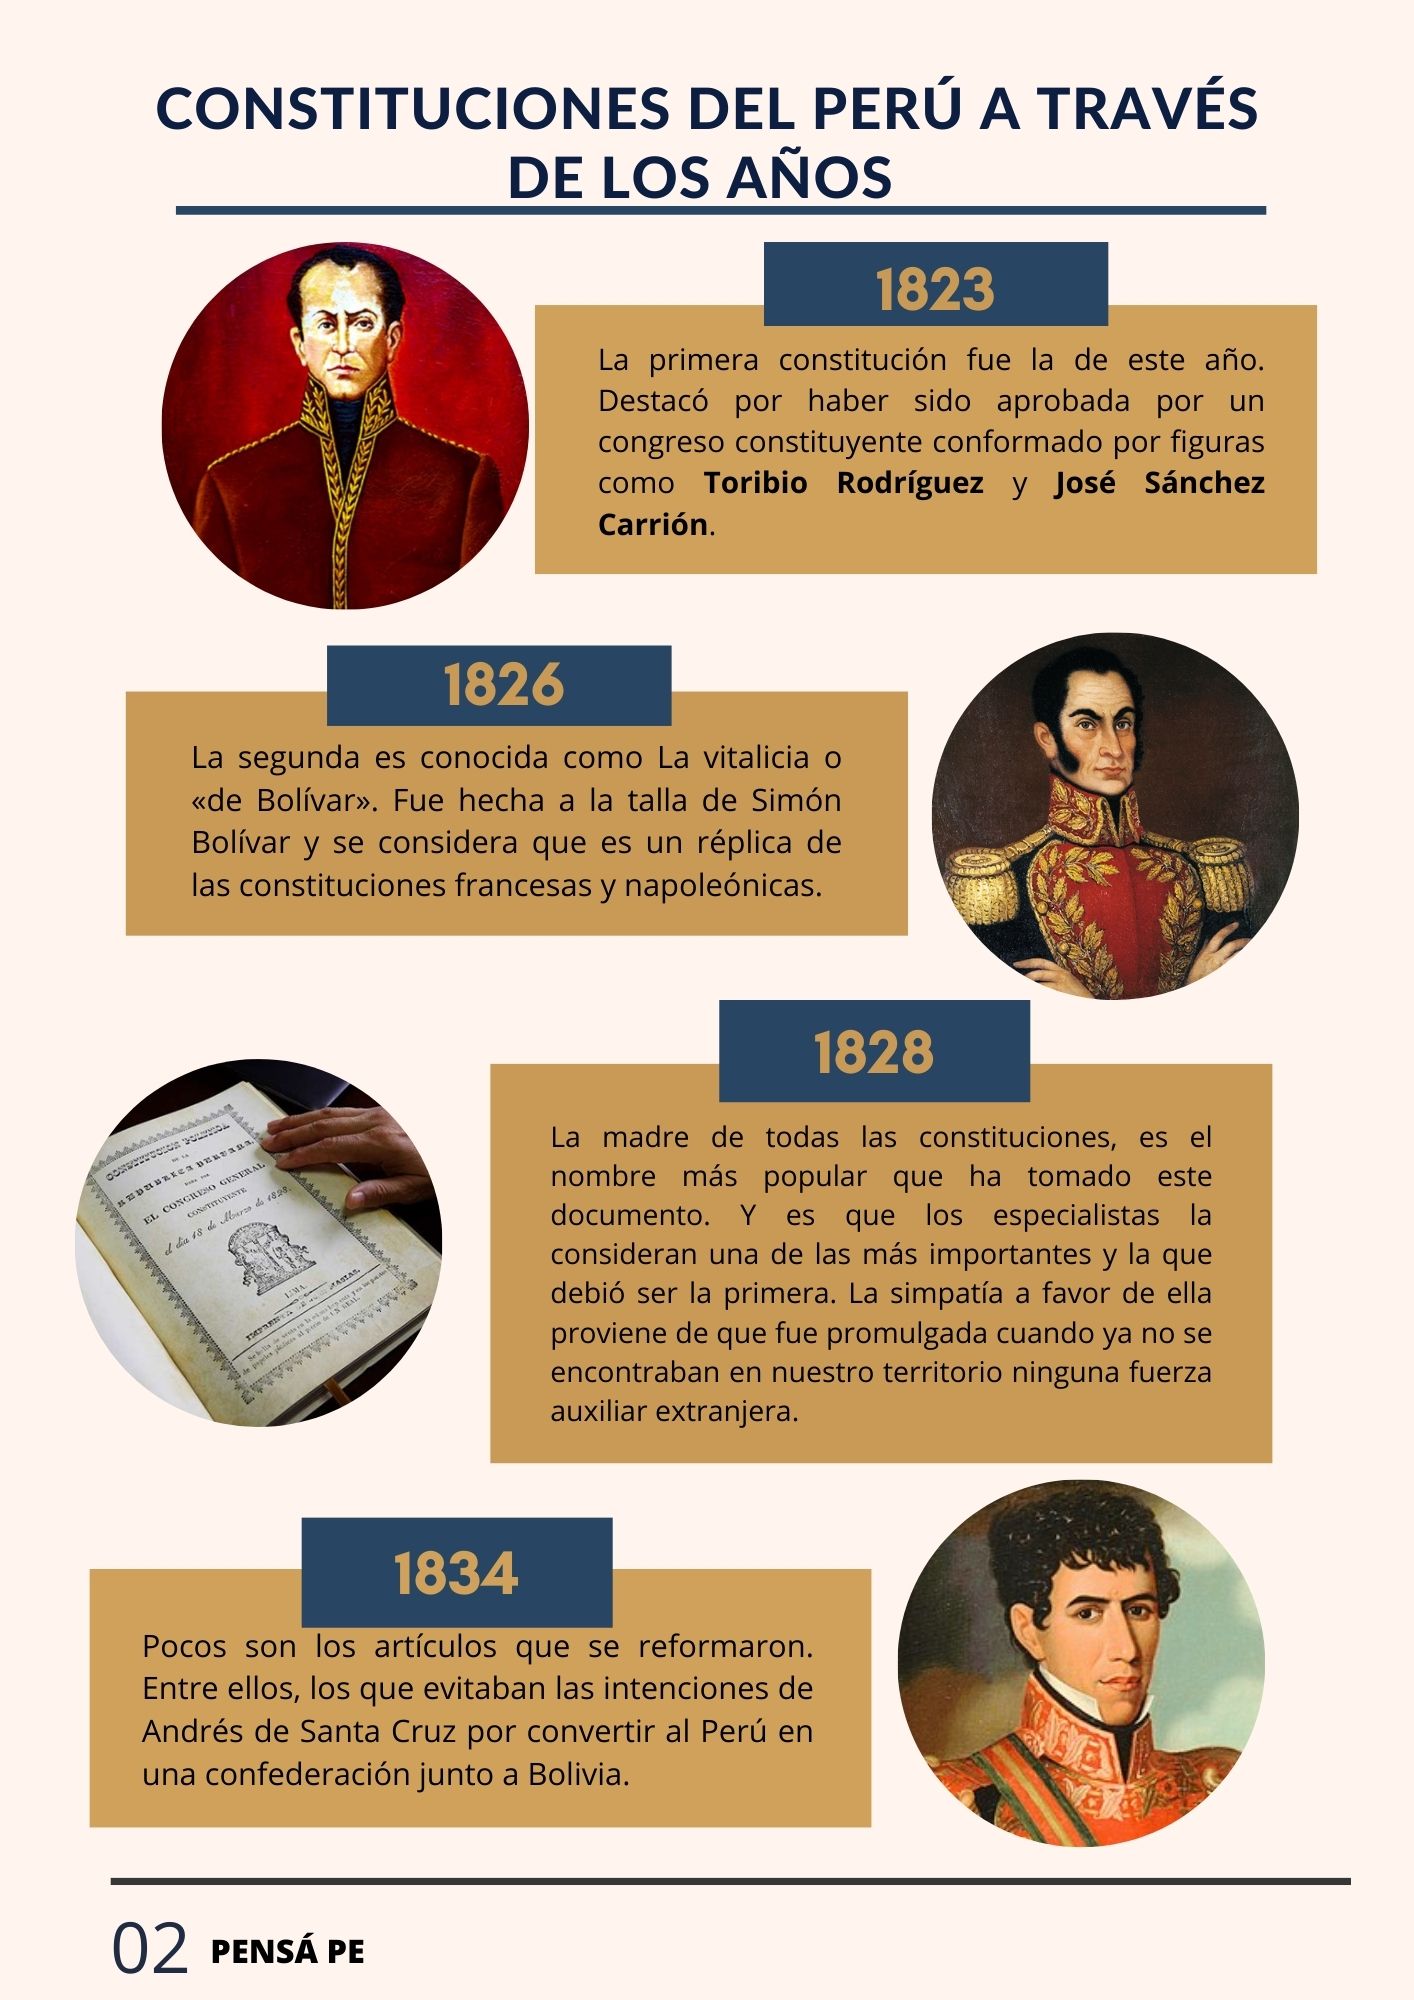 CONSTITUCIONES DEL PERÚ A TRAVÉS
DE LOS AÑOS
1823
La primera constitución fue la de este año.
Destacó por haber sido aprobada por un
congreso constituyente conformado por figuras
como Toribio Rodríguez y José Sánchez
Carrión.
1826
La segunda es conocida como La vitalicia o
«de Bolívar». Fue hecha a la talla de Simón
Bolívar y se considera que es un réplica de
las constituciones francesas y napoleónicas.
1828
La madre de todas las constituciones, es el
nombre más popular que ha tomado este
documento. Y es que los especialistas la
consideran una de las más importantes y la que
debió ser la primera. La simpatía a favor de ella
proviene de que fue promulgada cuando ya no se
encontraban en nuestro territorio ninguna fuerza
auxiliar extranjera.
CONSTITUCION POLITICA
DE LA
REPUBLICA PERUANA,
DADA POR
EL CONGRESO GENERAL
CONSTITUYENTE
el dia 18 de Marzo de 1828.
LIMA.
1834
Pocos son los artículos que se reformaron.
Entre ellos, los que evitaban las intenciones de
Andrés de Santa Cruz por convertir al Perú en
una confederación junto a Bolivia.
02 PENSÁ PE